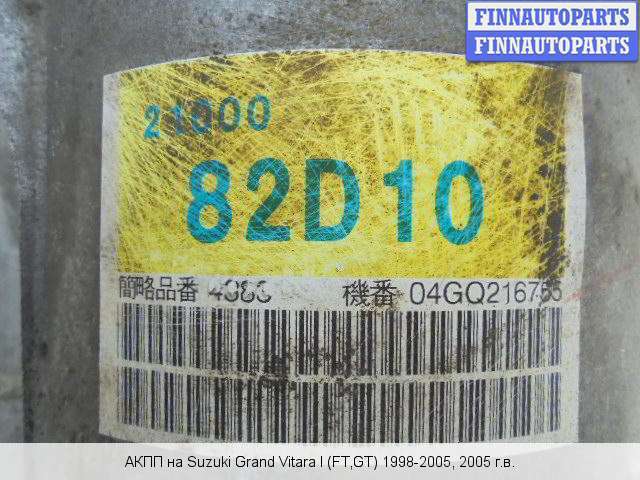 FINNAUTOPARTS
FINNAUTOPARTS
21000
82D10
簡略品番 機番 04GQ216755
АКПП на Suzuki Grand Vitara I (FT,GT) 1998-2005, 2005 г.в.